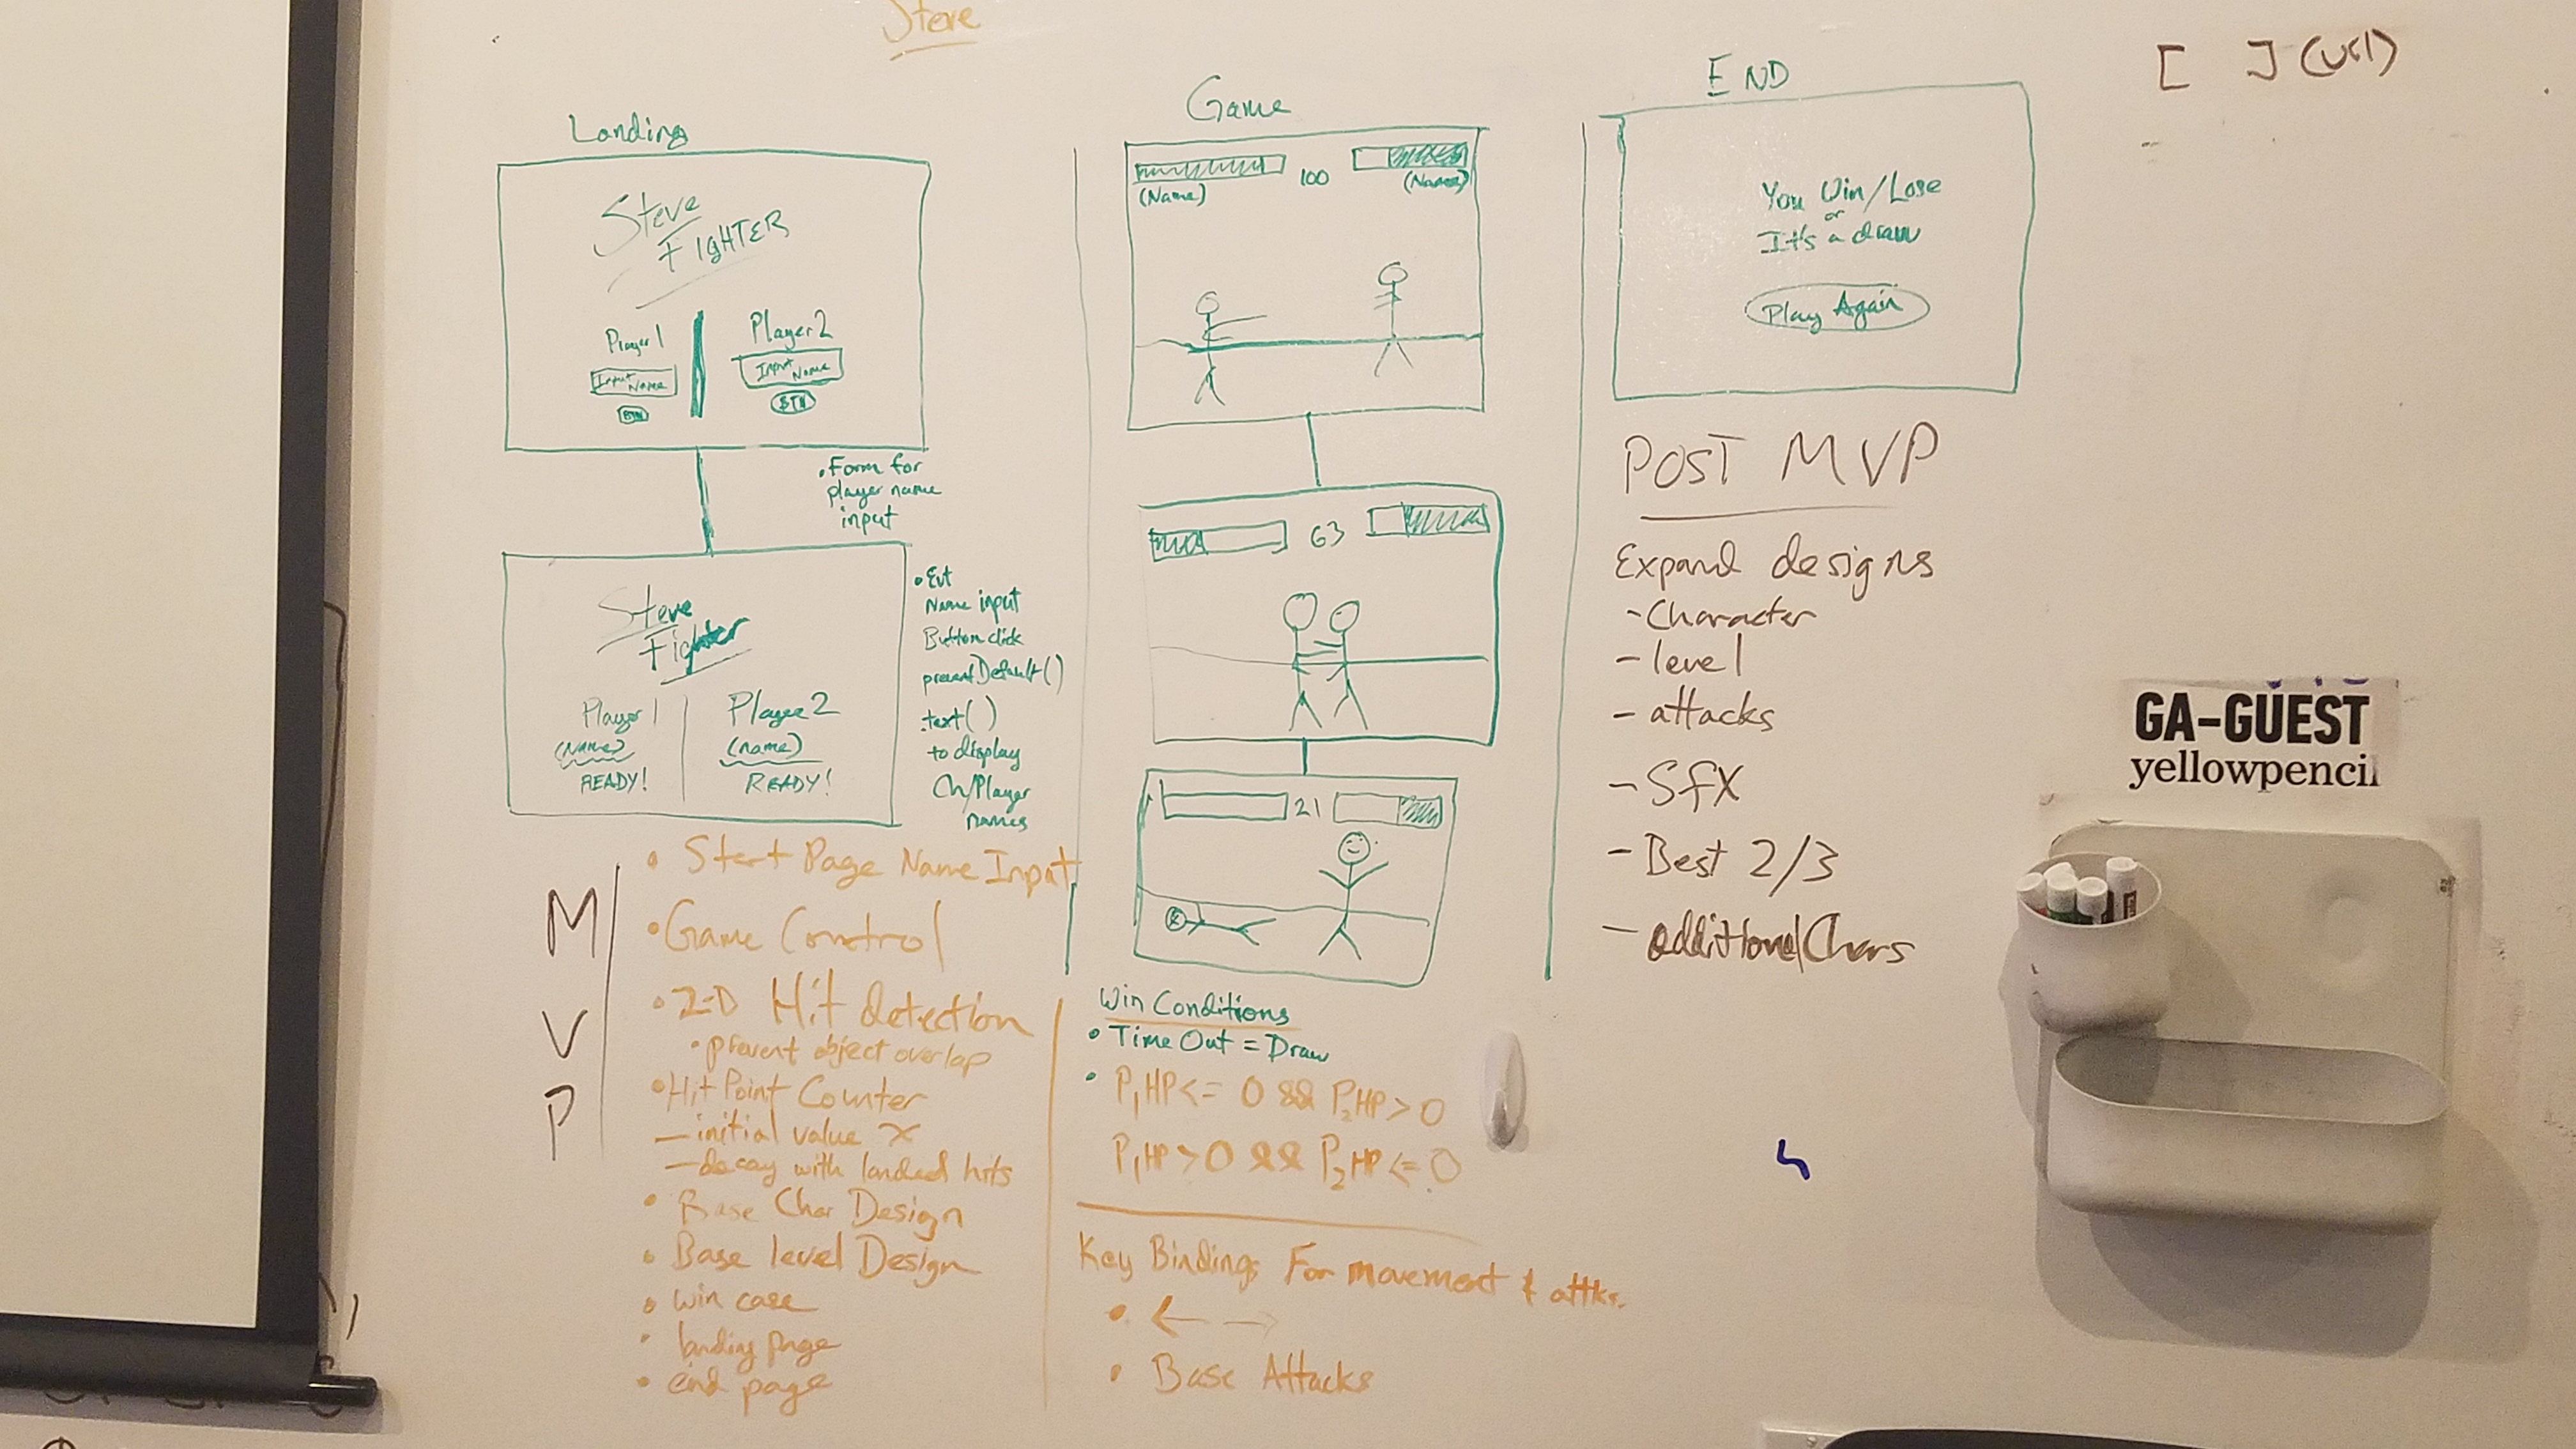 Steve
[ ] (url)
Landing
Steve
FIGHTER
Player 1
Player 2
Input Name
Input Name
BTN
BTN
• Form for
player name
input
Steve
Fighter
Player 1
Player 2
(Name)
(name)
READY!
READY!
• Evt
Name input
Button click
preventDefault()
.text()
to display
Ch/Player
names
Game
100
(Name)
(Name)
63
21
END
You Win/Lose
or
It's a draw
Play Again
POST MVP
Expand designs
- Character
- level
- attacks
- SFX
- Best 2/3
- additional Chars
MVP
• Start Page Name Input
• Game Control
• 2-D Hit detection
• prevent object overlap
• Hit Point Counter
- initial value x
- decay with landed hits
• Base Char Design
• Base level Design
• win case
• landing page
• end page
Win Conditions
• Time Out = Draw
• P1HP <= 0 && P2HP > 0
P1HP > 0 && P2HP <= 0
Key Bindings For movement & attks.
• ← →
• Base Attacks
GA-GUEST
yellowpencil